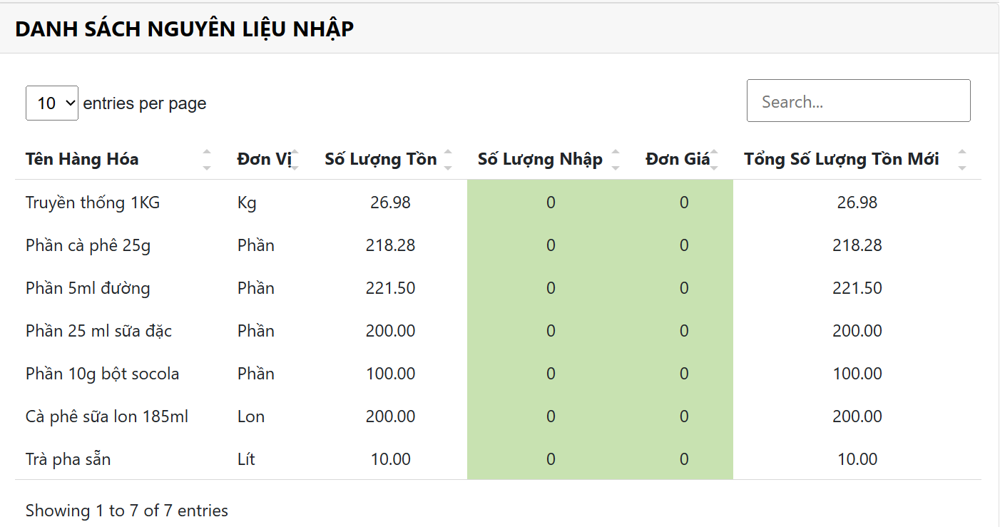 DANH SÁCH NGUYÊN LIỆU NHẬP
10 entries per page
Search...
Tên Hàng Hóa Đơn Vị Số Lượng Tồn Số Lượng Nhập Đơn Giá Tổng Số Lượng Tồn Mới
Truyền thống 1KG Kg 26.98 0 0 26.98
Phần cà phê 25g Phần 218.28 0 0 218.28
Phần 5ml đường Phần 221.50 0 0 221.50
Phần 25 ml sữa đặc Phần 200.00 0 0 200.00
Phần 10g bột socola Phần 100.00 0 0 100.00
Cà phê sữa lon 185ml Lon 200.00 0 0 200.00
Trà pha sẵn Lít 10.00 0 0 10.00
Showing 1 to 7 of 7 entries